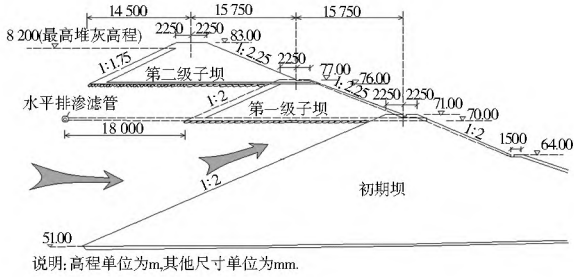 14 500 15 750 15 750
8 200(最高堆灰高程)
2250 2250
83.00
1:1.75
1:2.25
第二级子坝
2250
77.00
76.00
水平排渗滤管
1:2
第一级子坝
1:2.25
2250 2250
71.00
70.00
18 000
1:2
1500
64.00
1:2
初期坝
51.00
说明:高程单位为m,其他尺寸单位为mm.